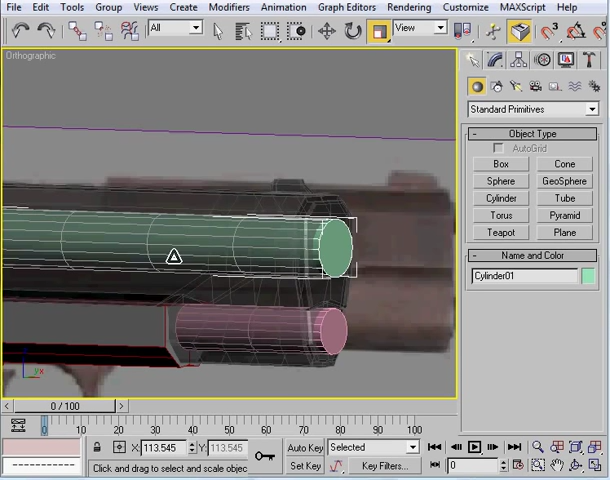 File Edit Tools Group Views Create Modifiers Animation Graph Editors Rendering Customize MAXScript Help
All
View
3
Orthographic
Standard Primitives
- Object Type
AutoGrid
Box Cone
Sphere GeoSphere
Cylinder Tube
Torus Pyramid
Teapot Plane
- Name and Color
Cylinder01
yx
< 0 / 100 >
0 10 20 30 40 50 60 70 80 90 100
X: 113.545 Y: 113.545
Auto Key Selected
Click and drag to select and scale objec
Set Key Key Filters... 0